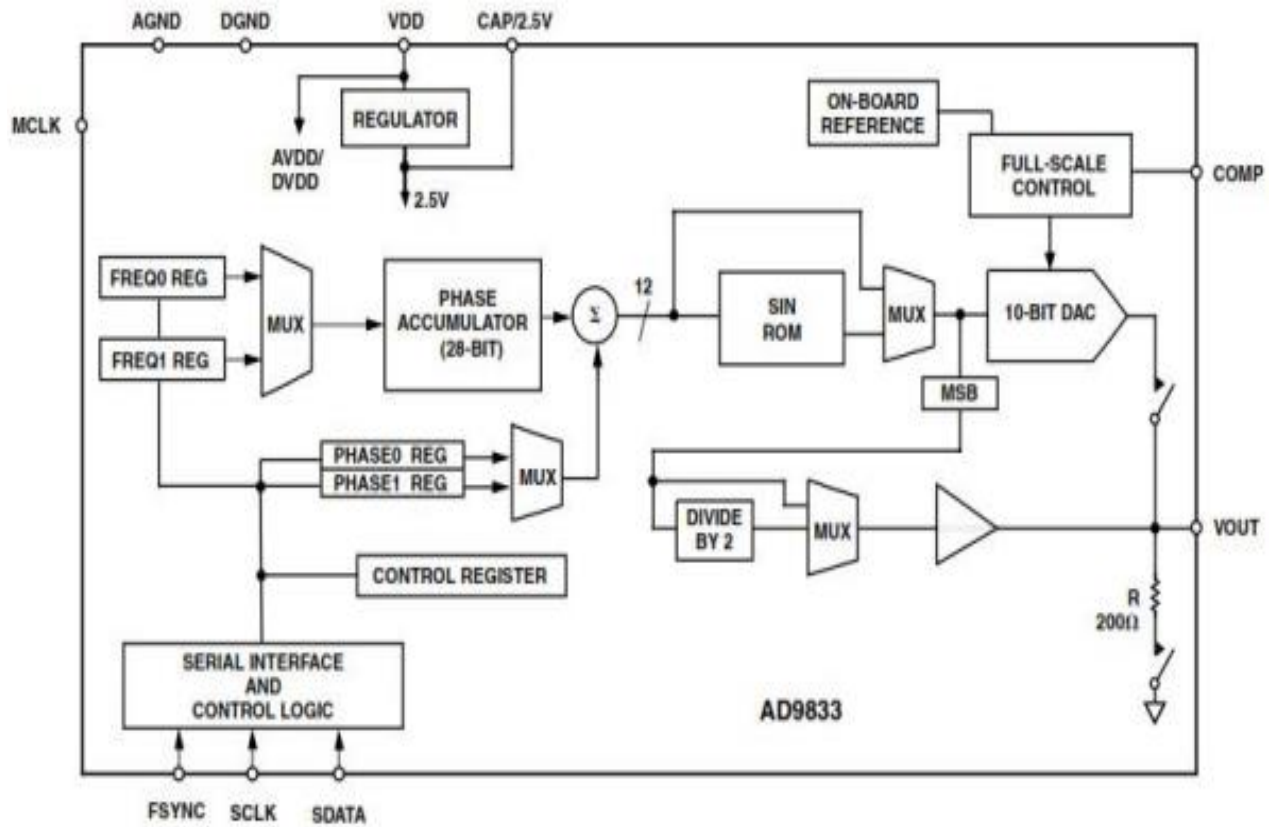 AGND
DGND
VDD
CAP/2.5V
MCLK
REGULATOR
AVDD/
DVDD
2.5V
ON-BOARD
REFERENCE
FULL-SCALE
CONTROL
COMP
FREQ0 REG
FREQ1 REG
MUX
PHASE
ACCUMULATOR
(28-BIT)
Σ
12
SIN
ROM
MUX
10-BIT DAC
MSB
PHASE0 REG
PHASE1 REG
MUX
DIVIDE
BY 2
MUX
VOUT
CONTROL REGISTER
R
200Ω
SERIAL INTERFACE
AND
CONTROL LOGIC
AD9833
FSYNC
SCLK
SDATA